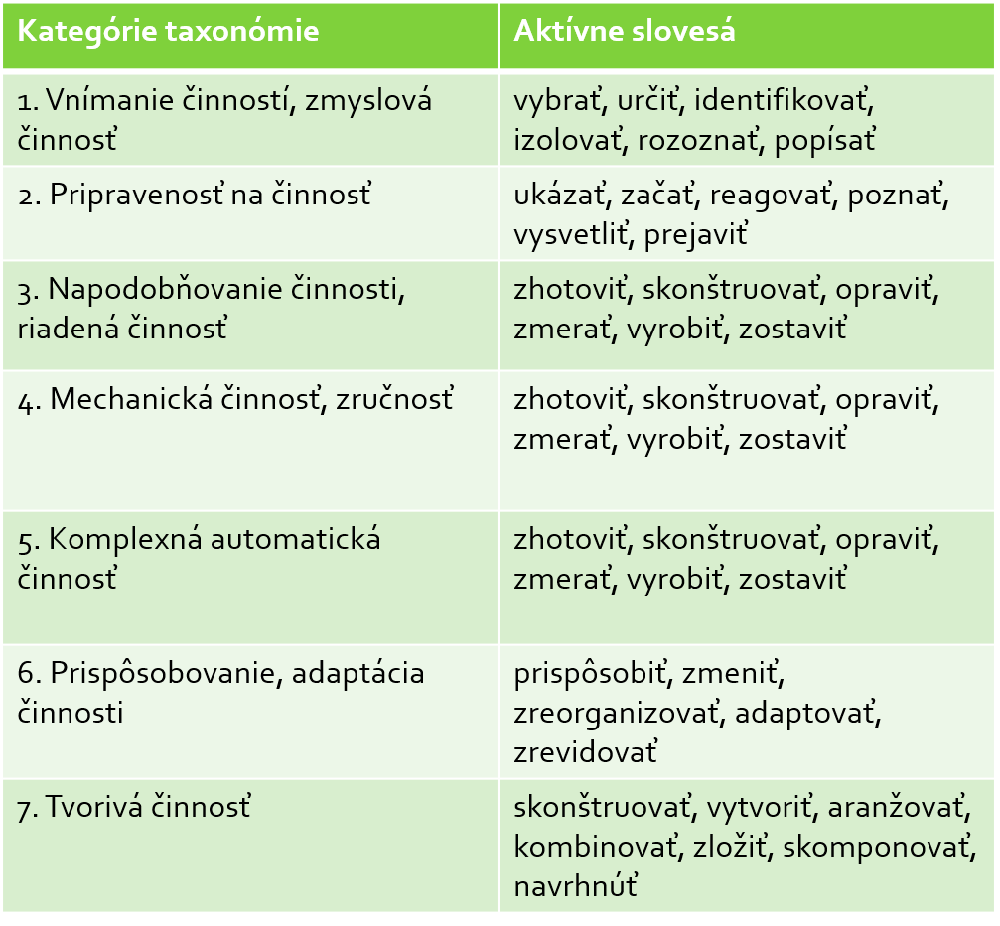 Kategórie taxonómie
Aktívne slovesá
1. Vnímanie činností, zmyslová
činnosť
vybrať, určiť, identifikovať,
izolovať, rozoznať, popísať
2. Pripravenosť na činnosť
ukázať, začať, reagovať, poznať,
vysvetliť, prejaviť
3. Napodobňovanie činnosti,
riadená činnosť
zhotoviť, skonštruovať, opraviť,
zmerať, vyrobiť, zostaviť
4. Mechanická činnosť, zručnosť
zhotoviť, skonštruovať, opraviť,
zmerať, vyrobiť, zostaviť
5. Komplexná automatická
činnosť
zhotoviť, skonštruovať, opraviť,
zmerať, vyrobiť, zostaviť
6. Prispôsobovanie, adaptácia
činnosti
prispôsobiť, zmeniť,
zreorganizovať, adaptovať,
zrevidovať
7. Tvorivá činnosť
skonštruovať, vytvoriť, aranžovať,
kombinovať, zložiť, skomponovať,
navrhnúť